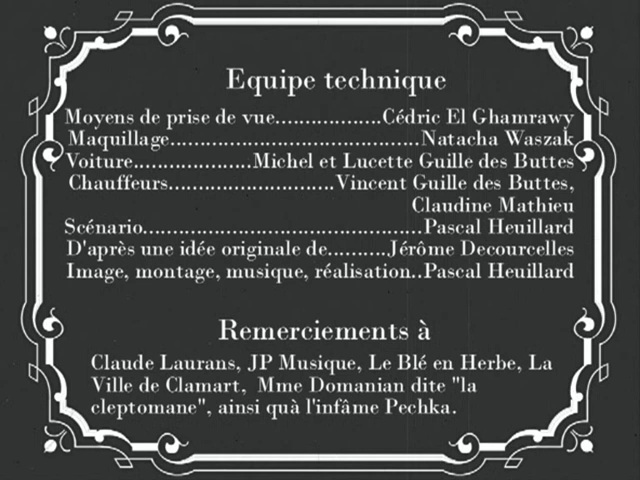 Equipe technique
Moyens de prise de vue..................Cédric El Ghamrawy
Maquillage..........................................Natacha Waszak
Voiture....................Michel et Lucette Guille des Buttes
Chauffeurs............................Vincent Guille des Buttes,
Claudine Mathieu
Scénario...............................................Pascal Heuillard
D'après une idée originale de..........Jérôme Decourcelles
Image, montage, musique, réalisation..Pascal Heuillard
Remerciements à
Claude Laurans, JP Musique, Le Blé en Herbe, La
Ville de Clamart, Mme Domanian dite "la
cleptomane", ainsi quà l'infâme Pechka.